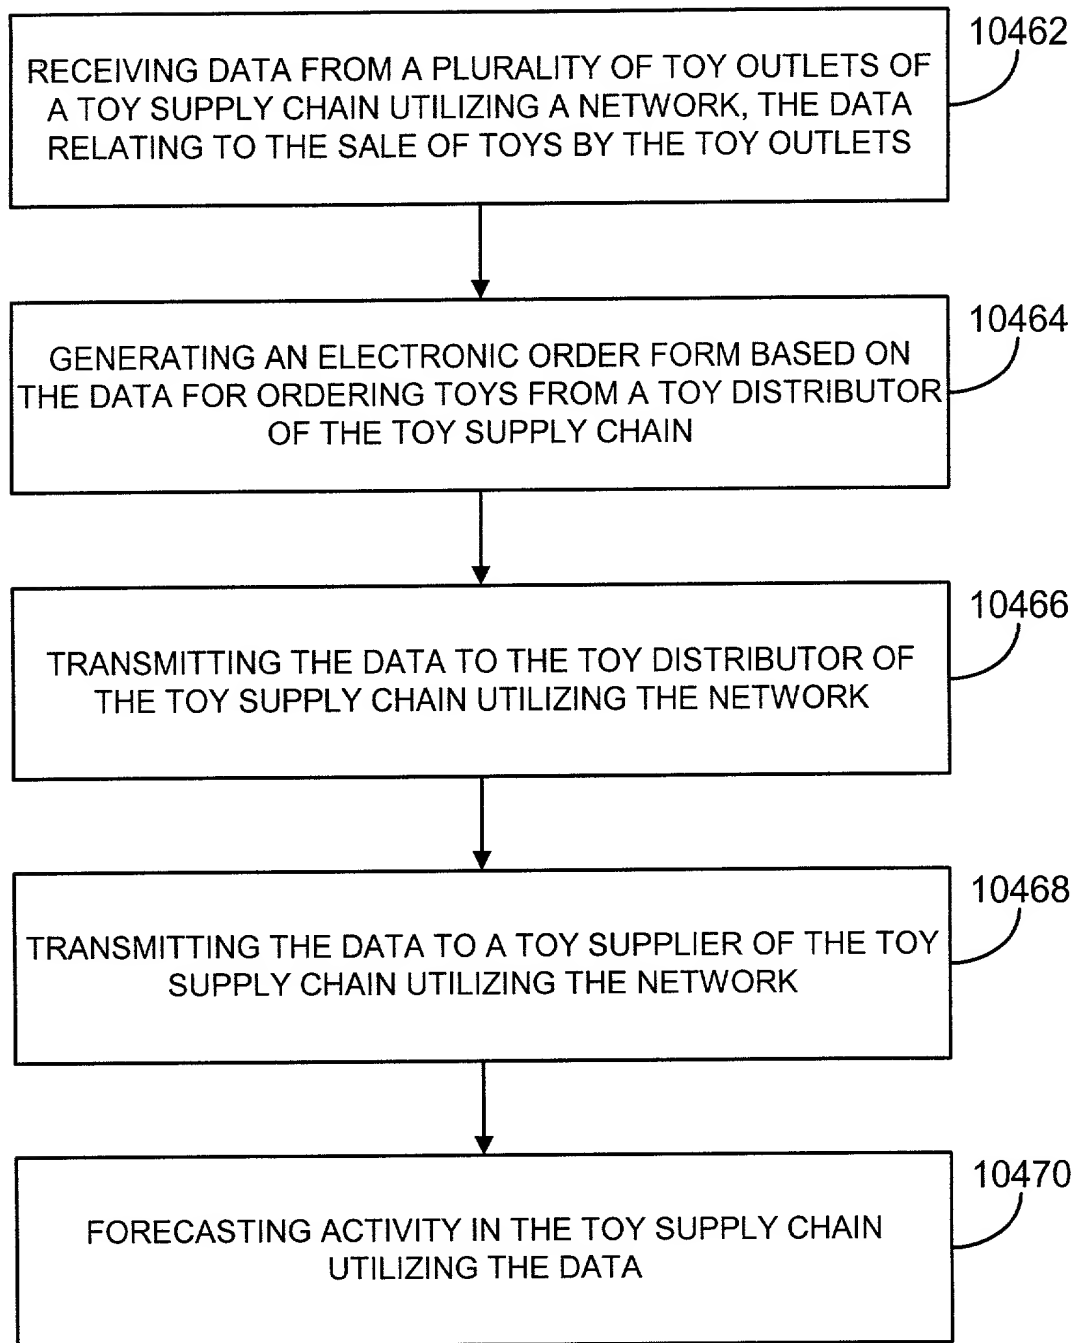 10462
RECEIVING DATA FROM A PLURALITY OF TOY OUTLETS OF
A TOY SUPPLY CHAIN UTILIZING A NETWORK, THE DATA
RELATING TO THE SALE OF TOYS BY THE TOY OUTLETS
10464
GENERATING AN ELECTRONIC ORDER FORM BASED ON
THE DATA FOR ORDERING TOYS FROM A TOY DISTRIBUTOR
OF THE TOY SUPPLY CHAIN
10466
TRANSMITTING THE DATA TO THE TOY DISTRIBUTOR OF
THE TOY SUPPLY CHAIN UTILIZING THE NETWORK
10468
TRANSMITTING THE DATA TO A TOY SUPPLIER OF THE TOY
SUPPLY CHAIN UTILIZING THE NETWORK
10470
FORECASTING ACTIVITY IN THE TOY SUPPLY CHAIN
UTILIZING THE DATA